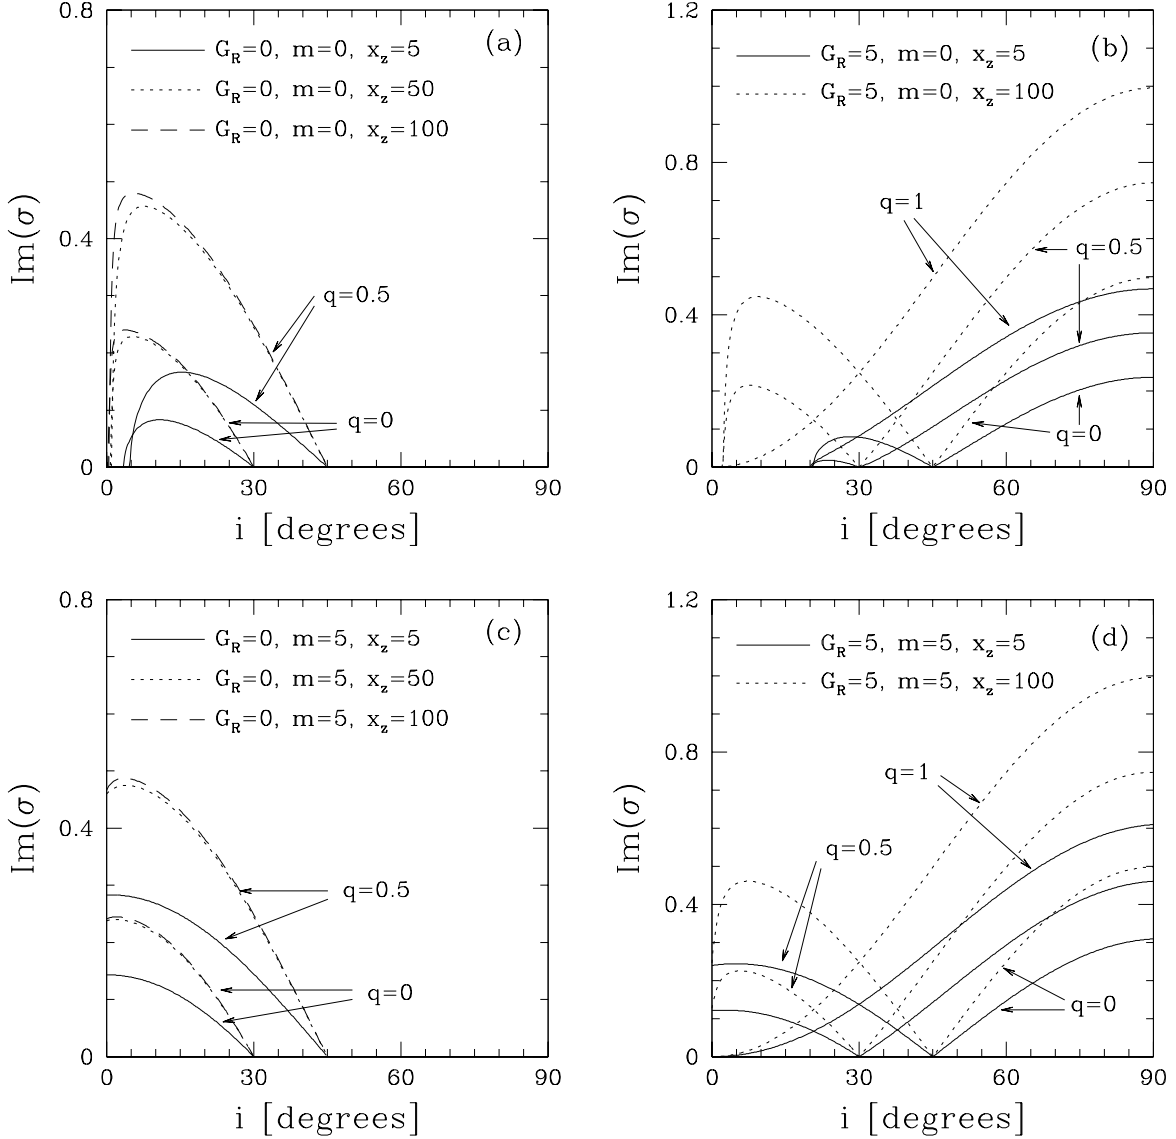 (a)
G_R=0, m=0, x_z=5
G_R=0, m=0, x_z=50
G_R=0, m=0, x_z=100
0.8
0.4
0
Im(σ)
q=0.5
q=0
0 30 60 90
i [degrees]
(b)
G_R=5, m=0, x_z=5
G_R=5, m=0, x_z=100
1.2
0.8
0.4
0
Im(σ)
q=1
q=0.5
q=0
0 30 60 90
i [degrees]
(c)
G_R=0, m=5, x_z=5
G_R=0, m=5, x_z=50
G_R=0, m=5, x_z=100
0.8
0.4
0
Im(σ)
q=0.5
q=0
0 30 60 90
i [degrees]
(d)
G_R=5, m=5, x_z=5
G_R=5, m=5, x_z=100
1.2
0.8
0.4
0
Im(σ)
q=1
q=0.5
q=0
0 30 60 90
i [degrees]